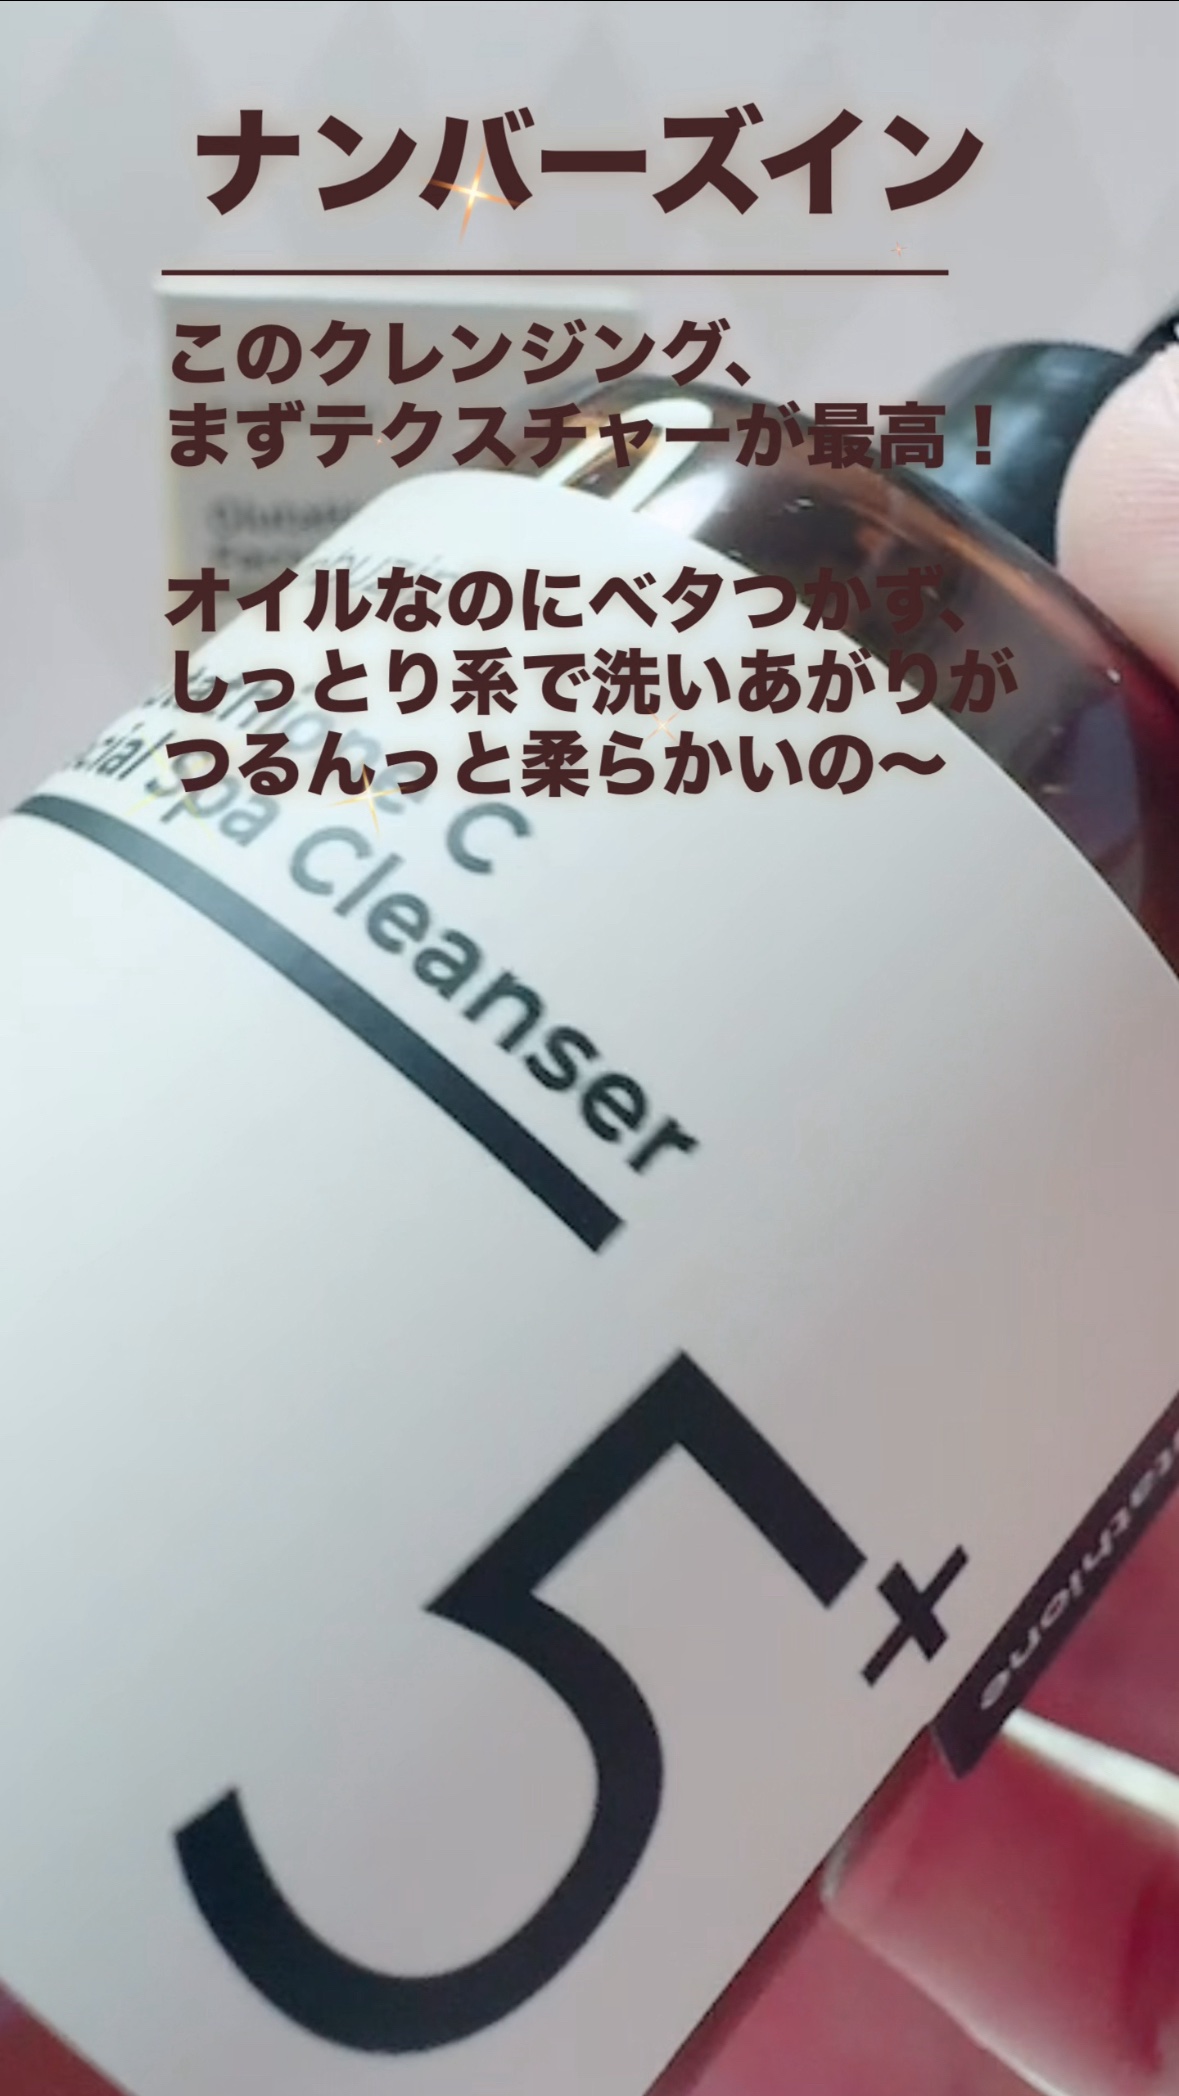 ナンバーズイン
このクレンジング、
まずテクスチャーが最高！
オイルなのにベタつかず、
しっとり系で洗いあがりが
つるんっと柔らかいの〜
C
Spa Cleanser
5+